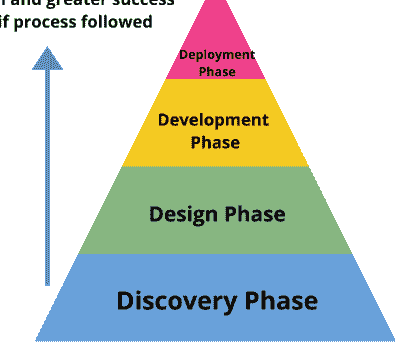 and greater success
if process followed
Deployment
Phase
Development
Phase
Design Phase
Discovery Phase